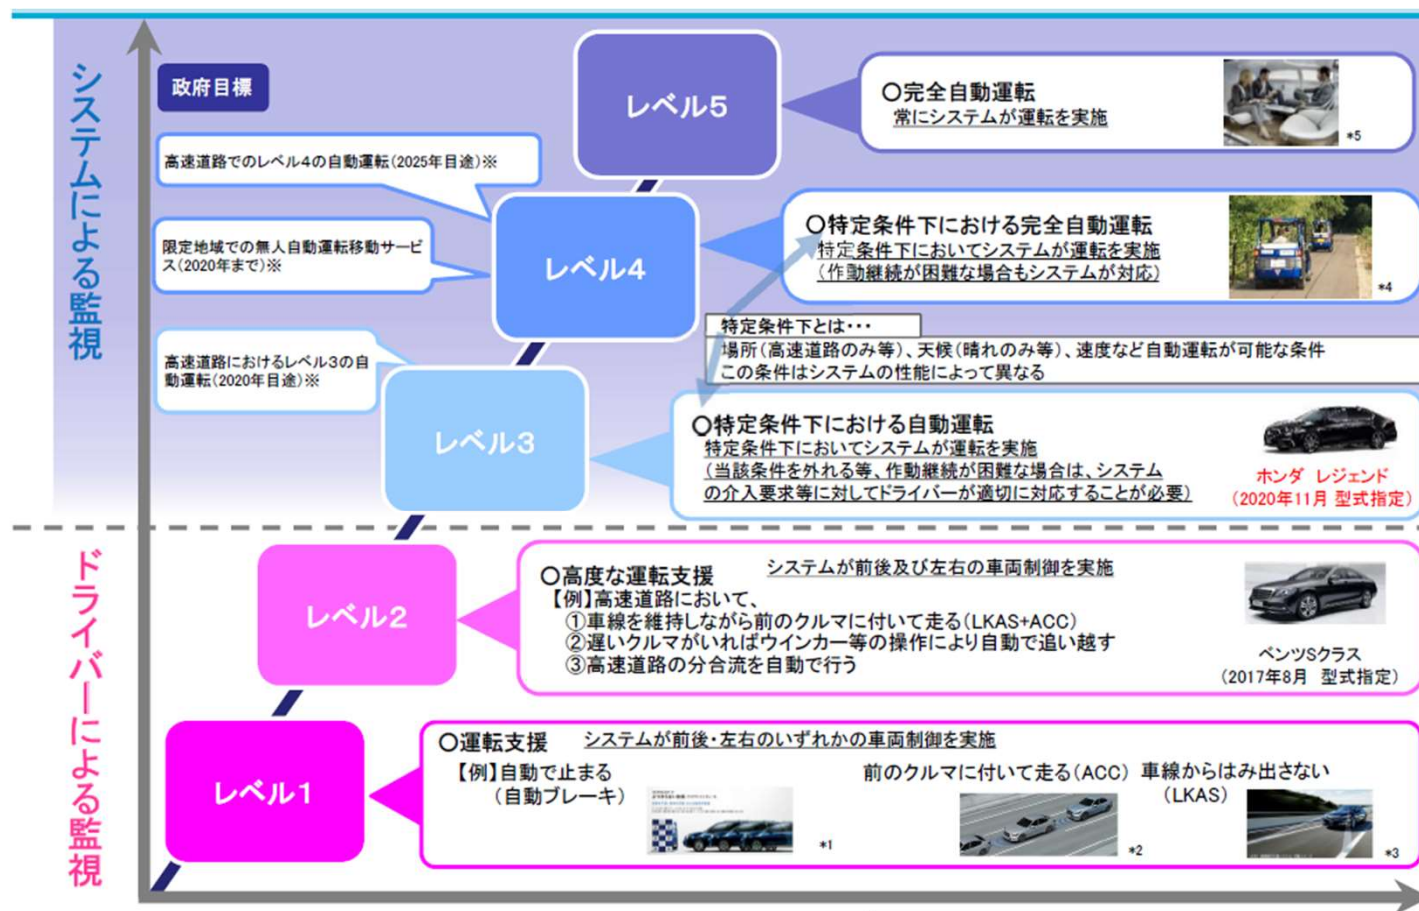 システムによる監視
政府目標
レベル5
〇完全自動運転
常にシステムが運転を実施
*5
高速道路でのレベル4の自動運転(2025年目途)※
限定地域での無人自動運転移動サービ
ス(2020年まで)※
レベル4
〇特定条件下における完全自動運転
特定条件下においてシステムが運転を実施
(作動継続が困難な場合もシステムが対応)
*4
特定条件下とは・・・
場所(高速道路のみ等)、天候(晴れのみ等)、速度など自動運転が可能な条件
この条件はシステムの性能によって異なる
高速道路におけるレベル3の自
動運転(2020年目途)※
レベル3
〇特定条件下における自動運転
特定条件下においてシステムが運転を実施
(当該条件を外れる等、作動継続が困難な場合は、システム
の介入要求等に対してドライバーが適切に対応することが必要)
ホンダ レジェンド
(2020年11月 型式指定)
ドライバーによる監視
レベル2
〇高度な運転支援
システムが前後及び左右の車両制御を実施
【例】高速道路において、
①車線を維持しながら前のクルマに付いて走る(LKAS+ACC)
②遅いクルマがいればウインカー等の操作により自動で追い越す
③高速道路の分合流を自動で行う
ベンツSクラス
(2017年8月 型式指定)
レベル1
〇運転支援
システムが前後・左右のいずれかの車両制御を実施
【例】自動で止まる
(自動ブレーキ)
*1
前のクルマに付いて走る(ACC)
*2
車線からはみ出さない
(LKAS)
*3